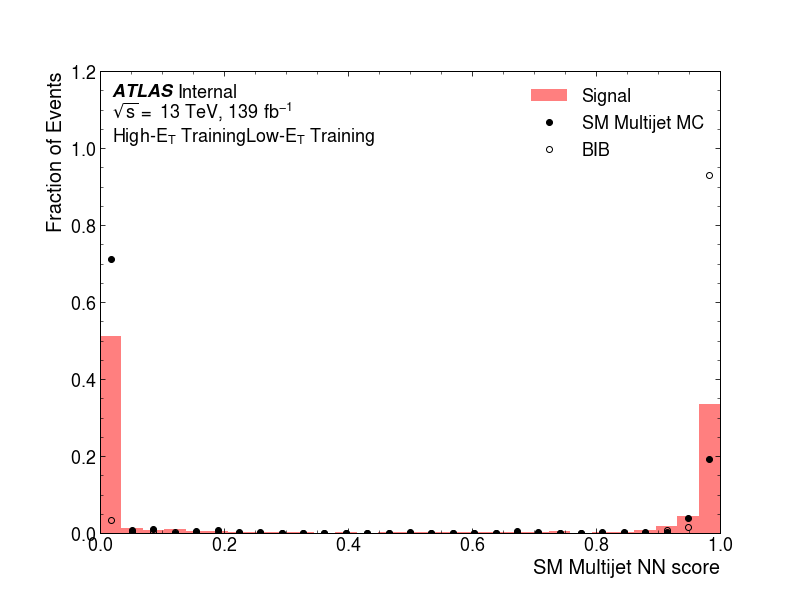 ATLAS Internal
√s = 13 TeV, 139 fb⁻¹
High-E_T TrainingLow-E_T Training
Signal
SM Multijet MC
BIB
Fraction of Events
1.2
1.0
0.8
0.6
0.4
0.2
0.0
0.0 0.2 0.4 0.6 0.8 1.0
SM Multijet NN score